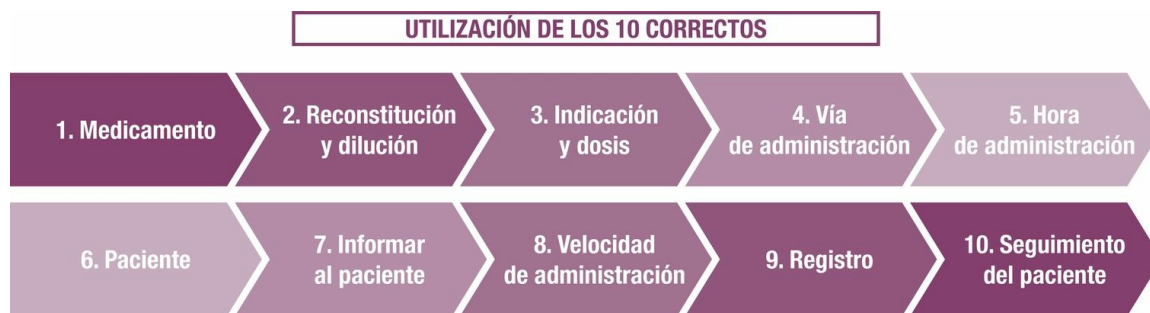 UTILIZACIÓN DE LOS 10 CORRECTOS
1. Medicamento
2. Reconstitución
y dilución
3. Indicación
y dosis
4. Vía
de administración
5. Hora
de administración
6. Paciente
7. Informar
al paciente
8. Velocidad
de administración
9. Registro
10. Seguimiento
del paciente